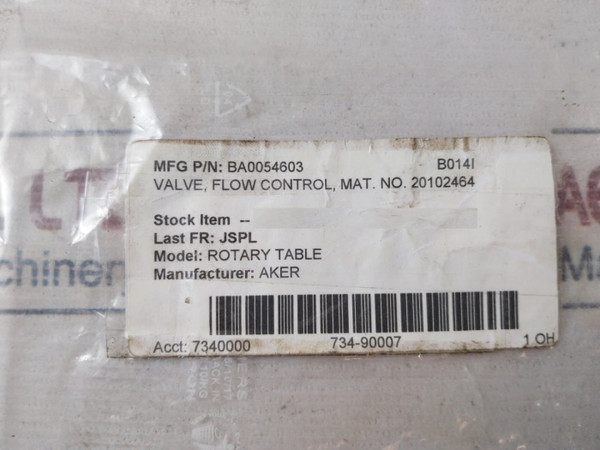 MFG P/N: BA0054603 B014I
VALVE, FLOW CONTROL, MAT. NO. 20102464
Stock Item --
Last FR: JSPL
Model: ROTARY TABLE
Manufacturer: AKER
Acct: 7340000 734-90007 1 OH